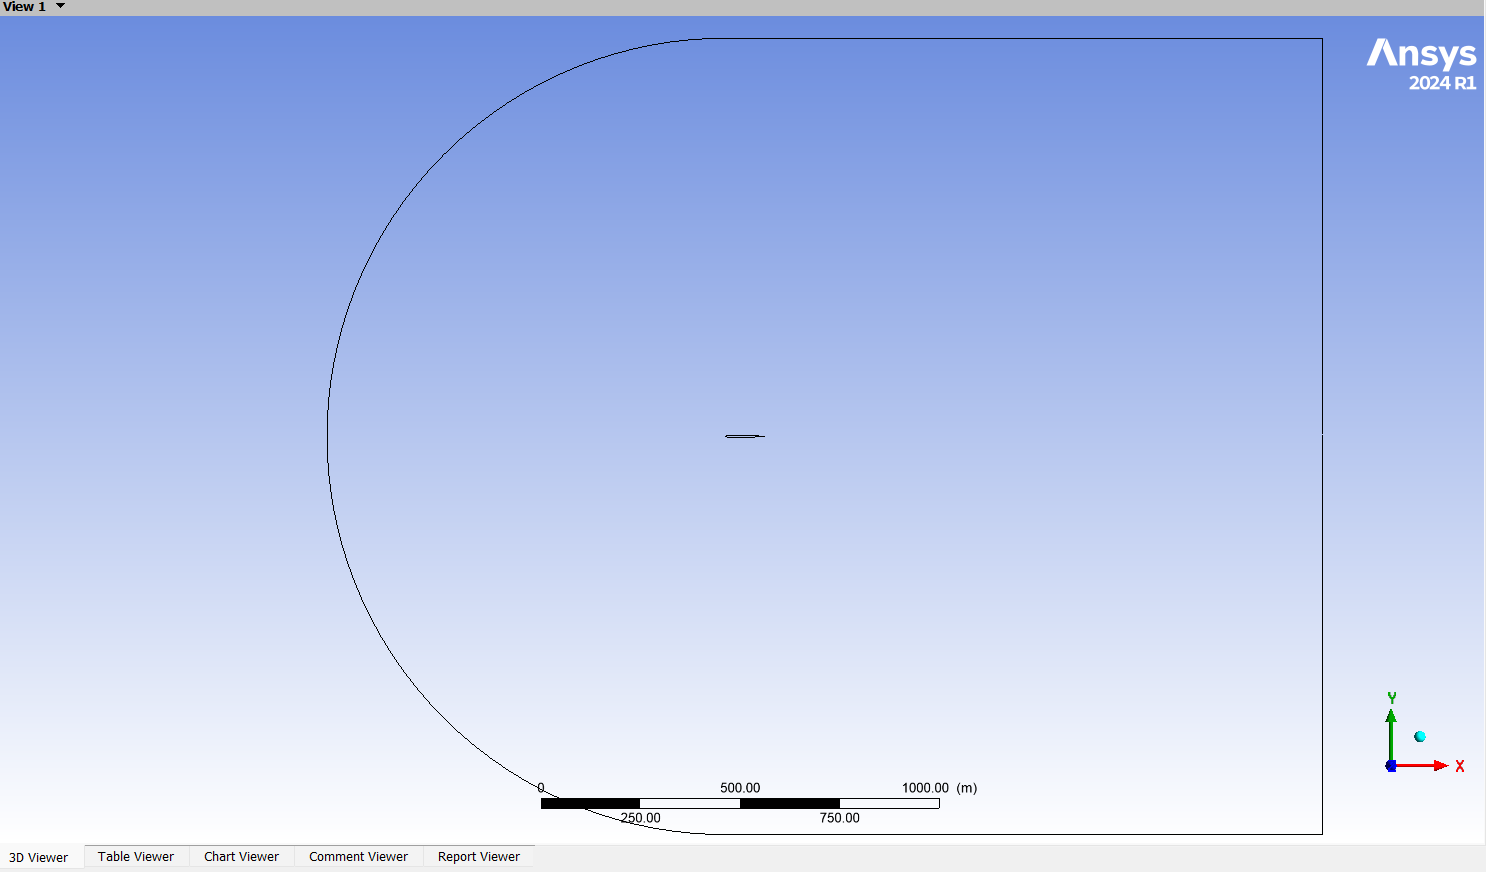 View 1
Ansys
2024 R1
Y
X
0 500.00 1000.00 (m)
250.00 750.00
3D Viewer Table Viewer Chart Viewer Comment Viewer Report Viewer